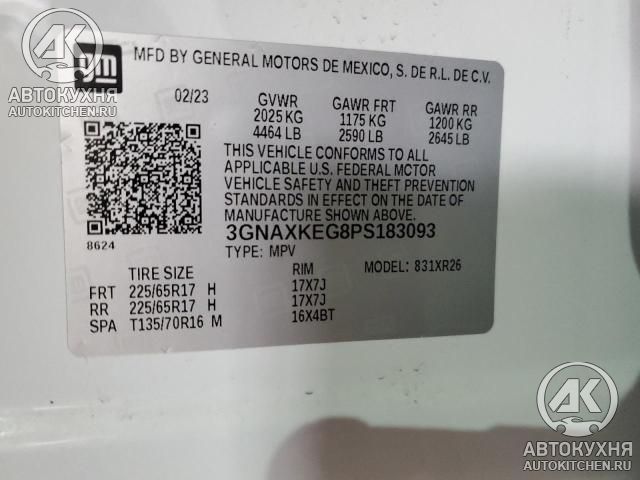 gm
MFD BY GENERAL MOTORS DE MEXICO, S. DE R.L. DE C.V.
02/23 GVWR GAWR FRT GAWR RR
2025 KG 1175 KG 1200 KG
4464 LB 2590 LB 2645 LB
THIS VEHICLE CONFORMS TO ALL
APPLICABLE U.S. FEDERAL MOTOR
VEHICLE SAFETY AND THEFT PREVENTION
STANDARDS IN EFFECT ON THE DATE OF
MANUFACTURE SHOWN ABOVE.
8624 3GNAXKEG8PS183093
TYPE: MPV MODEL: 831XR26
TIRE SIZE RIM
FRT 225/65R17 H 17X7J
RR 225/65R17 H 17X7J
SPA T135/70R16 M 16X4BT
АК
АВТОКУХНЯ
AUTOKITCHEN.RU
АК
АВТОКУХНЯ
AUTOKITCHEN.RU